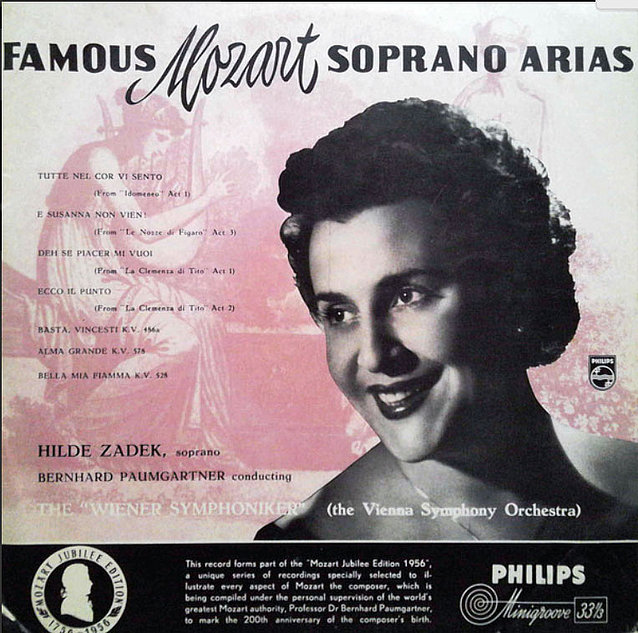 FAMOUS Mozart SOPRANO ARIAS
TUTTE NEL COR VI SENTO
(From "Idomeneo" Act 1)
E SUSANNA NON VIEN!
(From "Le Nozze di Figaro" Act 3)
DEH SE PIACER MI VUOI
(From "La Clemenza di Tito" Act 1)
ECCO IL PUNTO
(From "La Clemenza di Tito" Act 2)
BASTA, VINCESTI K.V. 486a
ALMA GRANDE K.V. 578
BELLA MIA FIAMMA K.V. 528
PHILIPS
HILDE ZADEK, soprano
BERNHARD PAUMGARTNER conducting
THE "WIENER SYMPHONIKER" (the Vienna Symphony Orchestra)
MOZART JUBILEE EDITION
1756-1956
This record forms part of the "Mozart Jubilee Edition 1956",
a unique series of recordings specially selected to il-
lustrate every aspect of Mozart the composer, which is
being compiled under the personal supervision of the world's
greatest Mozart authority, Professor Dr Bernhard Paumgartner,
to mark the 200th anniversary of the composer's birth.
PHILIPS
Minigroove 33⅓